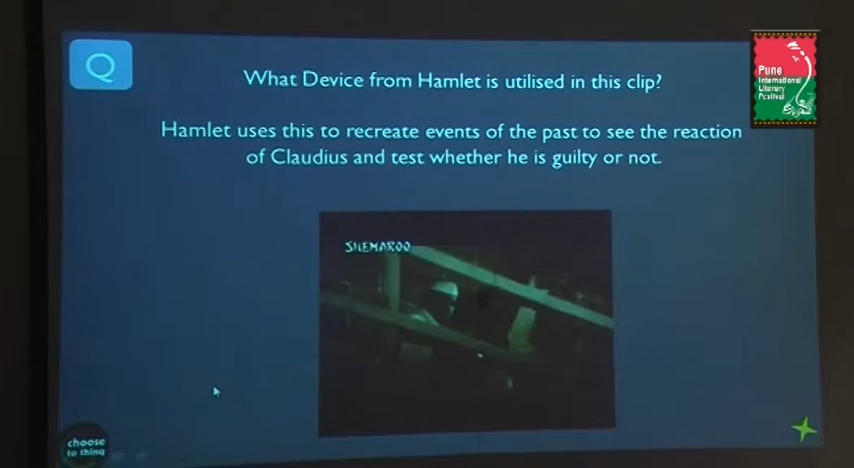 Q
What Device from Hamlet is utilised in this clip?
Hamlet uses this to recreate events of the past to see the reaction
of Claudius and test whether he is guilty or not.
SHEMAROO
choose
to thinq
Pune
International
Literary
Festival